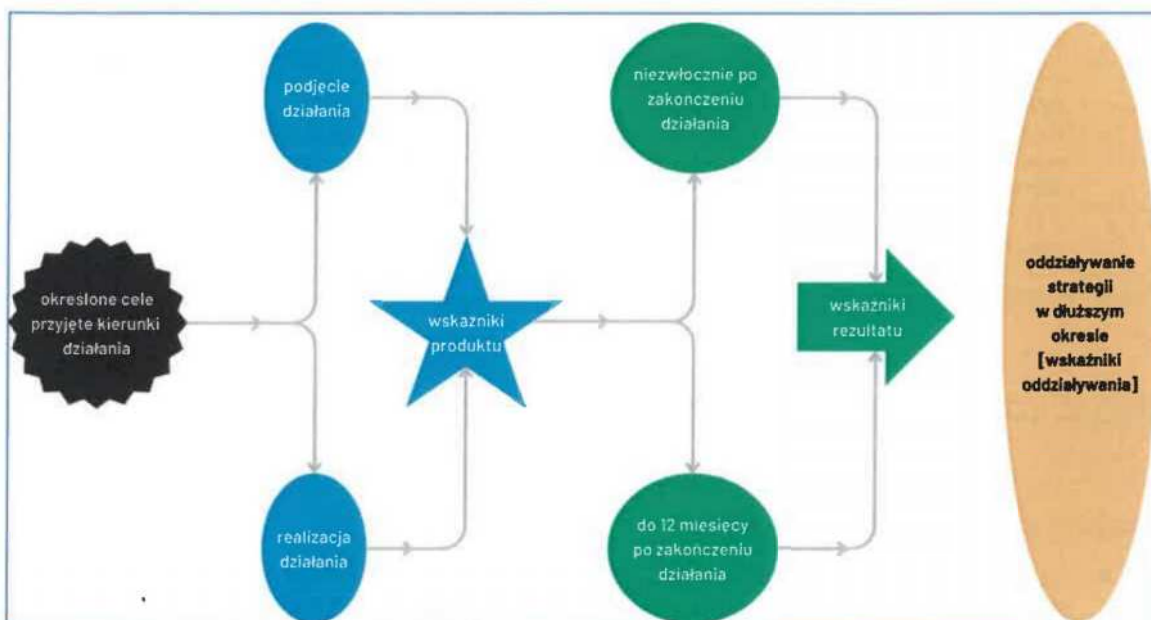 podjęcie
działania
niezwłocznie po
zakończeniu
działania
określone cele
przyjęte kierunki
działania
wskaźniki
produktu
wskaźniki
rezultatu
oddziaływanie
strategii
w dłuższym
okresie
[wskaźniki
oddziaływania]
realizacja
działania
do 12 miesięcy
po zakończeniu
działania